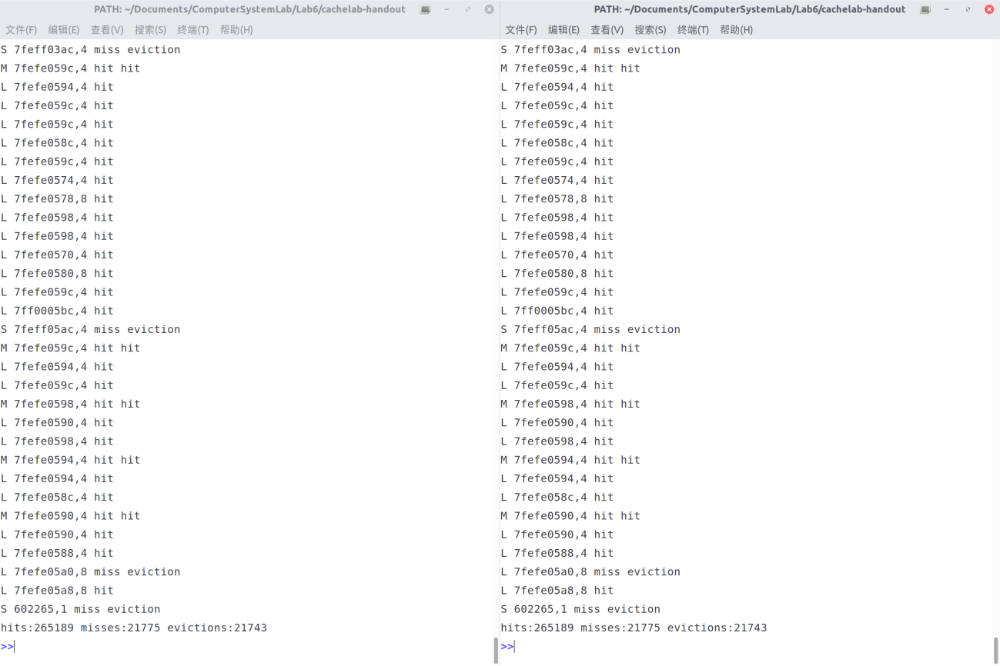 PATH: ~/Documents/ComputerSystemLab/Lab6/cachelab-handout
文件(F) 编辑(E) 查看(V) 搜索(S) 终端(T) 帮助(H)
S 7feff03ac,4 miss eviction
M 7fefe059c,4 hit hit
L 7fefe0594,4 hit
L 7fefe059c,4 hit
L 7fefe059c,4 hit
L 7fefe058c,4 hit
L 7fefe059c,4 hit
L 7fefe0574,4 hit
L 7fefe0578,8 hit
L 7fefe0598,4 hit
L 7fefe0598,4 hit
L 7fefe0570,4 hit
L 7fefe0580,8 hit
L 7fefe059c,4 hit
L 7ff0005bc,4 hit
S 7feff05ac,4 miss eviction
M 7fefe059c,4 hit hit
L 7fefe0594,4 hit
L 7fefe059c,4 hit
M 7fefe0598,4 hit hit
L 7fefe0590,4 hit
L 7fefe0598,4 hit
M 7fefe0594,4 hit hit
L 7fefe0594,4 hit
L 7fefe058c,4 hit
M 7fefe0590,4 hit hit
L 7fefe0590,4 hit
L 7fefe0588,4 hit
L 7fefe05a0,8 miss eviction
L 7fefe05a8,8 hit
S 602265,1 miss eviction
hits:265189 misses:21775 evictions:21743
>>
PATH: ~/Documents/ComputerSystemLab/Lab6/cachelab-handout
文件(F) 编辑(E) 查看(V) 搜索(S) 终端(T) 帮助(H)
S 7feff03ac,4 miss eviction
M 7fefe059c,4 hit hit
L 7fefe0594,4 hit
L 7fefe059c,4 hit
L 7fefe059c,4 hit
L 7fefe058c,4 hit
L 7fefe059c,4 hit
L 7fefe0574,4 hit
L 7fefe0578,8 hit
L 7fefe0598,4 hit
L 7fefe0598,4 hit
L 7fefe0570,4 hit
L 7fefe0580,8 hit
L 7fefe059c,4 hit
L 7ff0005bc,4 hit
S 7feff05ac,4 miss eviction
M 7fefe059c,4 hit hit
L 7fefe0594,4 hit
L 7fefe059c,4 hit
M 7fefe0598,4 hit hit
L 7fefe0590,4 hit
L 7fefe0598,4 hit
M 7fefe0594,4 hit hit
L 7fefe0594,4 hit
L 7fefe058c,4 hit
M 7fefe0590,4 hit hit
L 7fefe0590,4 hit
L 7fefe0588,4 hit
L 7fefe05a0,8 miss eviction
L 7fefe05a8,8 hit
S 602265,1 miss eviction
hits:265189 misses:21775 evictions:21743
>>